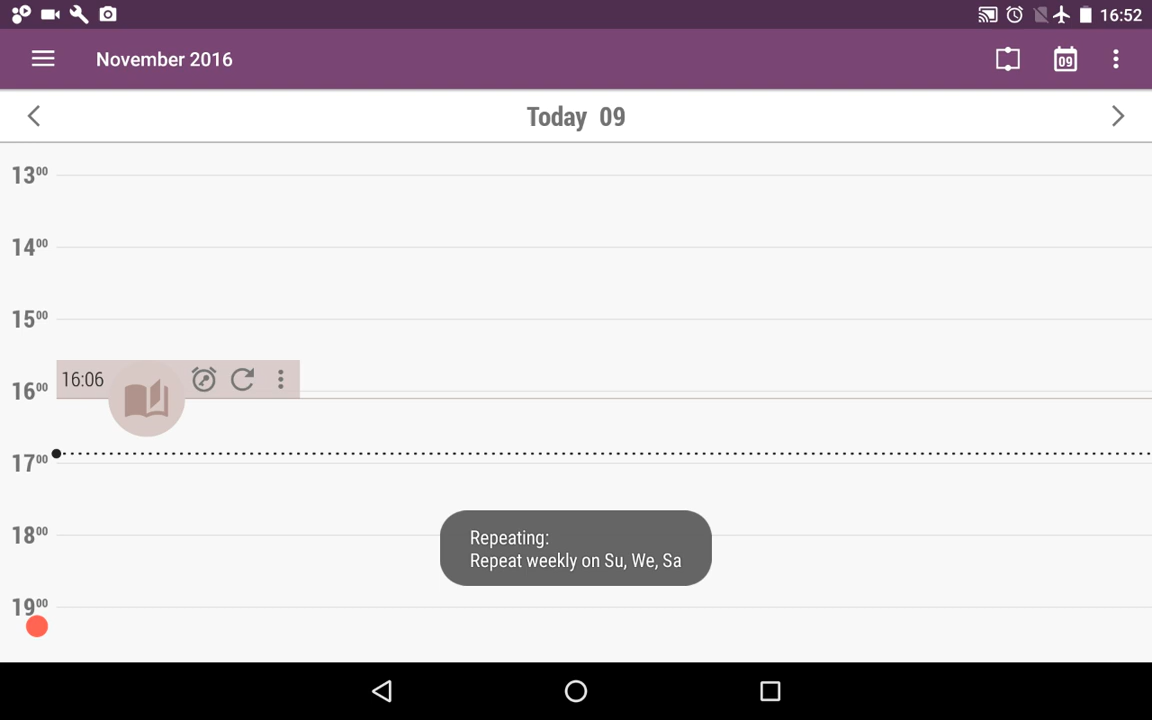 16:52
November 2016
09
Today 09
13⁰⁰
14⁰⁰
15⁰⁰
16:06
16⁰⁰
17⁰⁰
18⁰⁰
Repeating:
Repeat weekly on Su, We, Sa
19⁰⁰